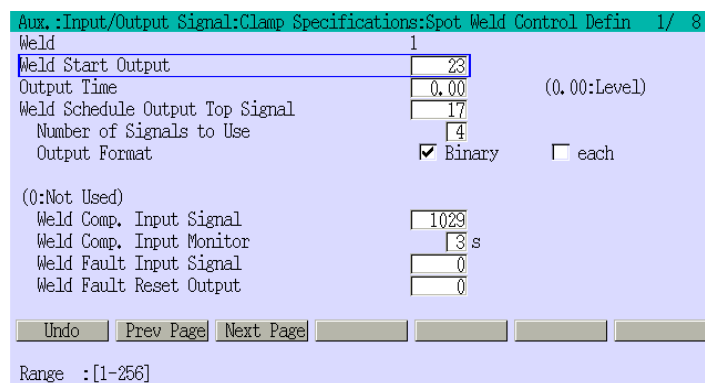 Aux.:Input/Output Signal:Clamp Specifications:Spot Weld Control Defin 1/ 8
Weld 1
Weld Start Output 23
Output Time 0.00 (0.00:Level)
Weld Schedule Output Top Signal 17
Number of Signals to Use 4
Output Format Binary each
(0:Not Used)
Weld Comp. Input Signal 1029
Weld Comp. Input Monitor 3 s
Weld Fault Input Signal 0
Weld Fault Reset Output 0
Undo Prev Page Next Page
Range :[1-256]